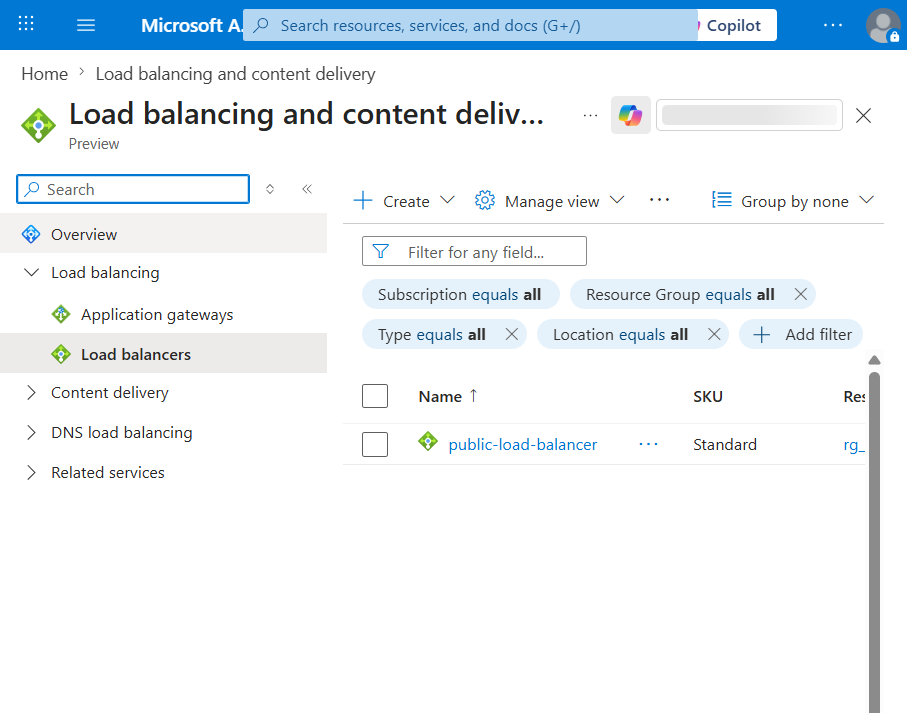 Microsoft A.
Search resources, services, and docs (G+/)
Copilot
Home
Load balancing and content delivery
Load balancing and content deliv...
Preview
Search
Overview
Load balancing
Application gateways
Load balancers
Content delivery
DNS load balancing
Related services
Create
Manage view
Group by none
Filter for any field...
Subscription equals all
Resource Group equals all
Type equals all
Location equals all
Add filter
Name ↑
SKU
Res
public-load-balancer
Standard
rg_